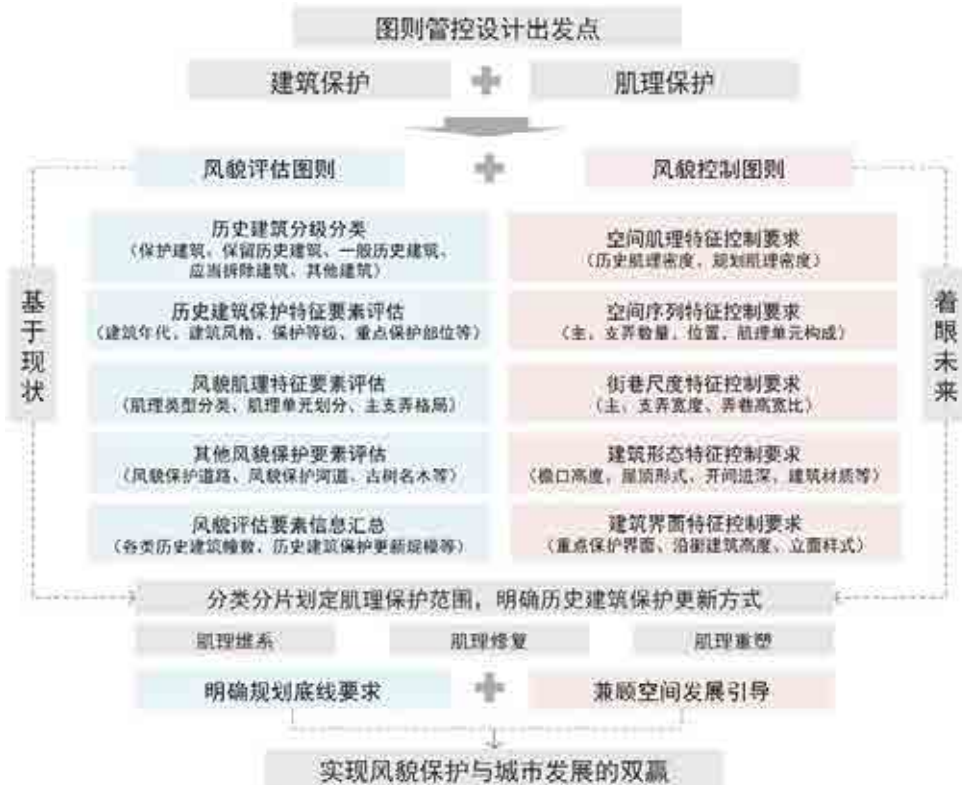 图则管控设计出发点
建筑保护
肌理保护
风貌评估图则
风貌控制图则
基于现状
历史建筑分级分类
（保护建筑、保留历史建筑、一般历史建筑、
应当拆除建筑、其他建筑）
历史建筑保护特征要素评估
（建筑年代、建筑风格、保护等级、重点保护部位等）
风貌肌理特征要素评估
（肌理类型分类、肌理单元划分、主支弄格局）
其他风貌保护要素评估
（风貌保护道路、风貌保护河道、古树名木等）
风貌评估要素信息汇总
（各类历史建筑幢数、历史建筑保护更新规模等）
空间肌理特征控制要求
（历史肌理密度、规划肌理密度）
空间序列特征控制要求
（主、支弄数量、位置、肌理单元构成）
街巷尺度特征控制要求
（主、支弄宽度、弄巷高宽比）
建筑形态特征控制要求
（檐口高度、屋顶形式、开间进深、建筑材质等）
建筑界面特征控制要求
（重点保护界面、沿街建筑高度、立面样式）
着眼未来
分类分片划定肌理保护范围，明确历史建筑保护更新方式
肌理维系
肌理修复
肌理重塑
明确规划底线要求
兼顾空间发展引导
实现风貌保护与城市发展的双赢